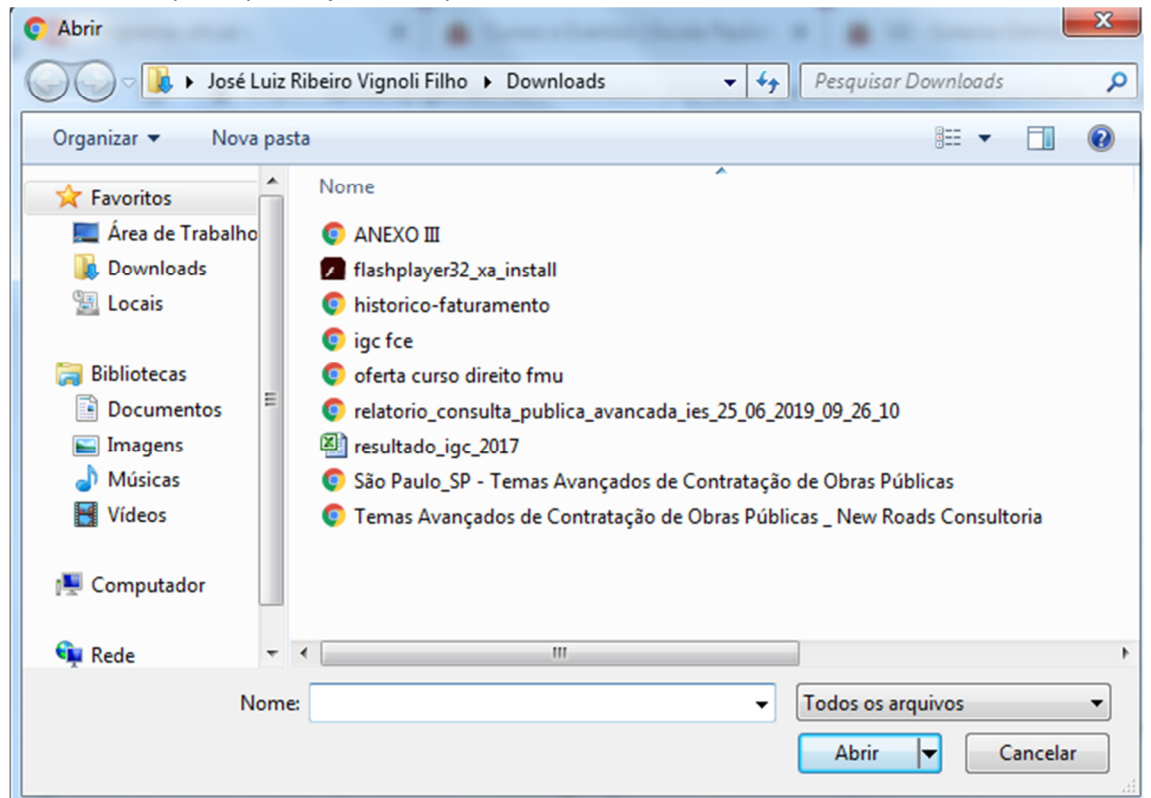 Abrir
José Luiz Ribeiro Vignoli Filho Downloads
Pesquisar Downloads
Organizar
Nova pasta
Favoritos
Área de Trabalho
Downloads
Locais
Bibliotecas
Documentos
Imagens
Músicas
Vídeos
Computador
Rede
Nome
ANEXO III
flashplayer32_xa_install
historico-faturamento
igc fce
oferta curso direito fmu
relatorio_consulta_publica_avancada_ies_25_06_2019_09_26_10
resultado_igc_2017
São Paulo_SP - Temas Avançados de Contratação de Obras Públicas
Temas Avançados de Contratação de Obras Públicas _ New Roads Consultoria
Nome:
Todos os arquivos
Abrir
Cancelar